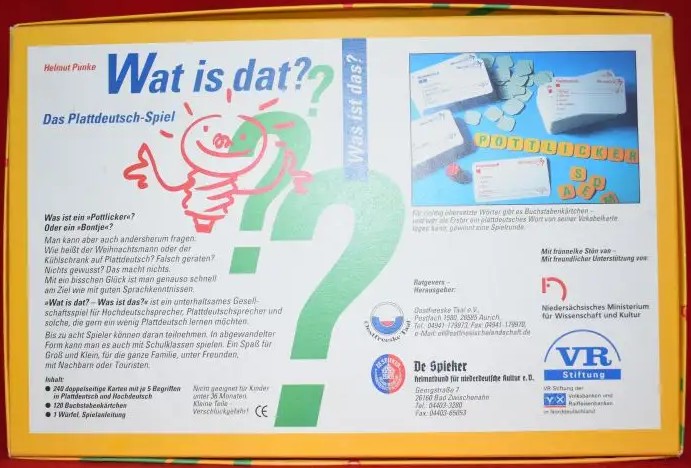 Helmut Punke
Wat is dat?
Was ist das?
Das Plattdeutsch-Spiel
Was ist ein »Pottlicker«?
Oder ein »Bontje«?
Man kann aber auch andersherum fragen.
Wie heißt der Weihnachtsmann oder der
Kühlschrank auf Plattdeutsch? Falsch geraten?
Nichts gewusst? Das macht nichts.
Mit ein bisschen Glück ist man genauso schnell
am Ziel wie mit guten Sprachkenntnissen.
»Wat is dat? – Was ist das?« ist ein unterhaltsames Gesell-
schaftsspiel für Hochdeutschsprecher, Plattdeutschsprecher und
solche, die gern ein wenig Plattdeutsch lernen möchten.
Bis zu acht Spieler können daran teilnehmen. In abgewandelter
Form kann man es auch mit Schulklassen spielen. Ein Spaß für
Groß und Klein, für die ganze Familie, unter Freunden,
mit Nachbarn oder Touristen.
Inhalt:
● 240 doppelseitige Karten mit je 5 Begriffen
in Plattdeutsch und Hochdeutsch
● 120 Buchstabenkärtchen
● 1 Würfel, Spielanleitung
Nicht geeignet für Kinder
unter 36 Monaten.
Kleine Teile –
Verschluckgefahr!
CE
POTTLICKER
Für richtig übersetzte Wörter gibt es Buchstabenkärtchen –
und wer als Erster ein plattdeutsches Wort von seiner Vokabelkarte
legen kann, gewinnt eine Spielrunde.
Ratgevers –
Herausgeber:
Oostfreeske Taal
Oostfreeske Taal e.V.,
Postfach 1580, 26585 Aurich,
De Spieker
Heimatbund für niederdeutsche Kultur e.V.
Georgstraße 7
26160 Bad Zwischenahn
Tel.: 04403-3280
Fax: 04403-65053
Mit fründelke Stön van –
Mit freundlicher Unterstützung von:
Niedersächsisches Ministerium
für Wissenschaft und Kultur
VR
Stiftung
VR-Stiftung der
Volksbanken und
Raiffeisenbanken
in Norddeutschland